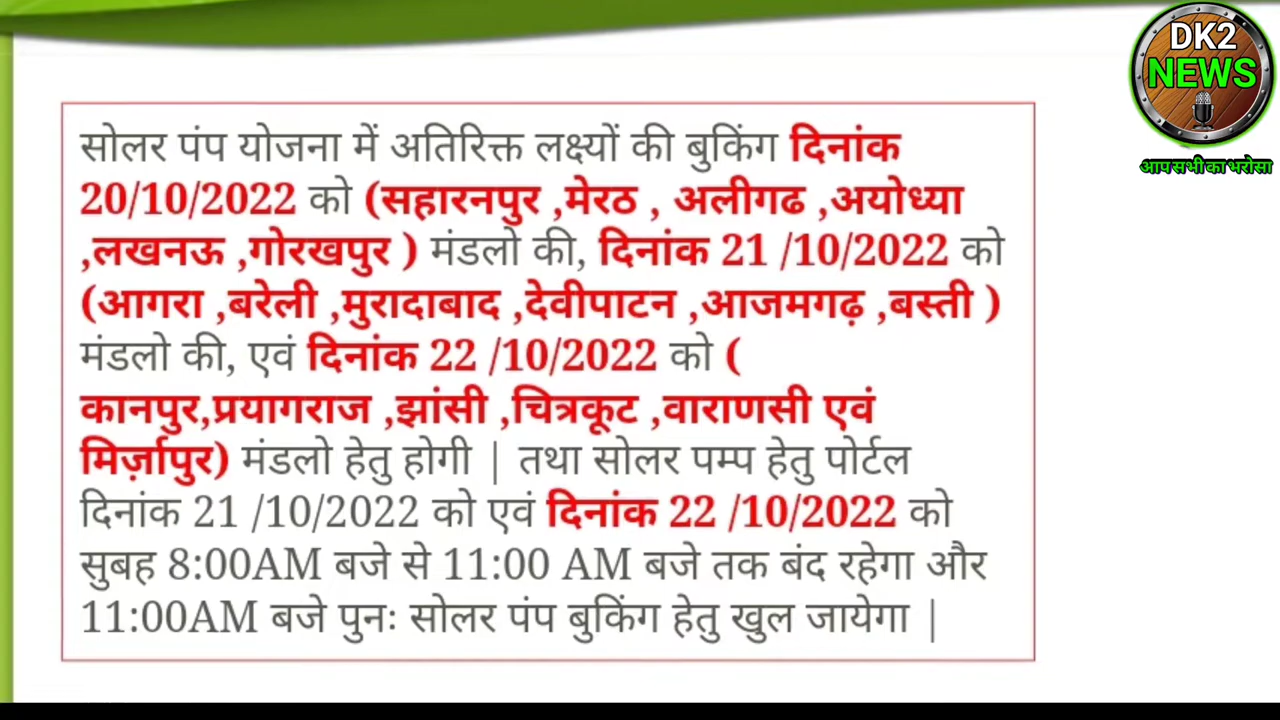 DK2
NEWS
आप सभी का भरोसा
सोलर पंप योजना में अतिरिक्त लक्ष्यों की बुकिंग दिनांक
20/10/2022 को (सहारनपुर ,मेरठ , अलीगढ ,अयोध्या
,लखनऊ ,गोरखपुर ) मंडलो की, दिनांक 21 /10/2022 को
(आगरा ,बरेली ,मुरादाबाद ,देवीपाटन ,आजमगढ़ ,बस्ती )
मंडलो की, एवं दिनांक 22 /10/2022 को (
कानपुर,प्रयागराज ,झांसी ,चित्रकूट ,वाराणसी एवं
मिर्ज़ापुर) मंडलो हेतु होगी | तथा सोलर पम्प हेतु पोर्टल
दिनांक 21 /10/2022 को एवं दिनांक 22 /10/2022 को
सुबह 8:00AM बजे से 11:00 AM बजे तक बंद रहेगा और
11:00AM बजे पुनः सोलर पंप बुकिंग हेतु खुल जायेगा |